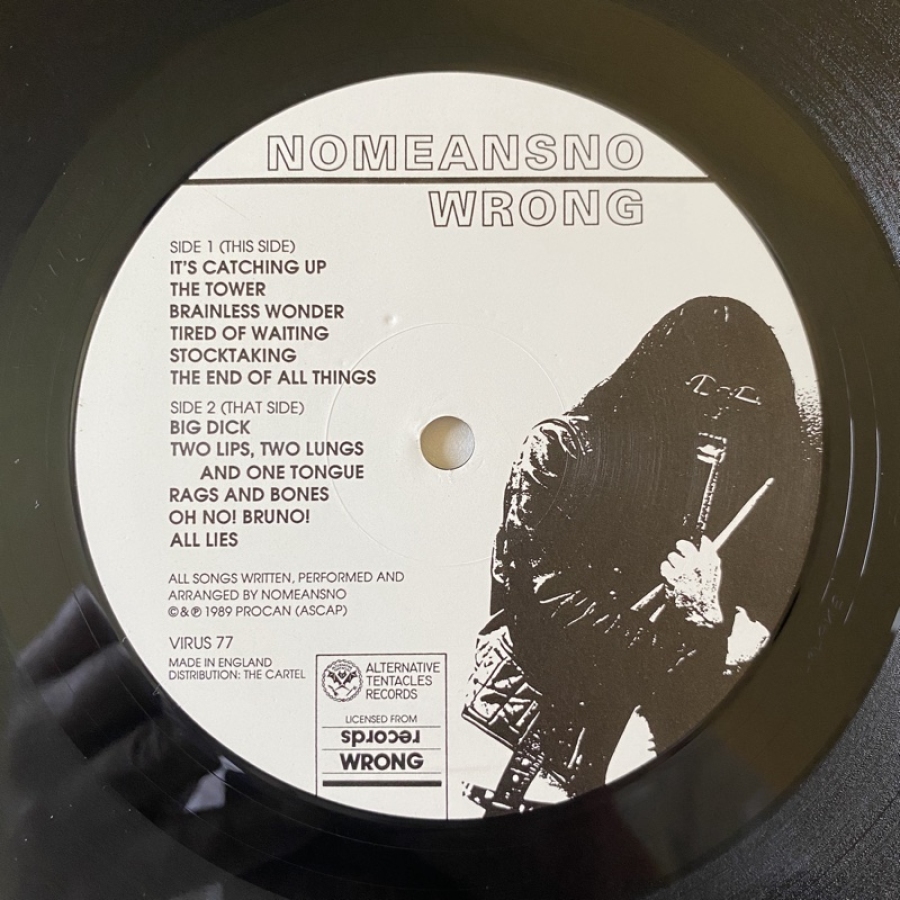 NOMEANSNO
WRONG
SIDE 1 (THIS SIDE)
IT'S CATCHING UP
THE TOWER
BRAINLESS WONDER
TIRED OF WAITING
STOCKTAKING
THE END OF ALL THINGS
SIDE 2 (THAT SIDE)
BIG DICK
TWO LIPS, TWO LUNGS
AND ONE TONGUE
RAGS AND BONES
OH NO! BRUNO!
ALL LIES
ALL SONGS WRITTEN, PERFORMED AND
ARRANGED BY NOMEANSNO
©&℗ 1989 PROCAN (ASCAP)
VIRUS 77
MADE IN ENGLAND
DISTRIBUTION: THE CARTEL
ALTERNATIVE
TENTACLES
RECORDS
LICENSED FROM
records
WRONG